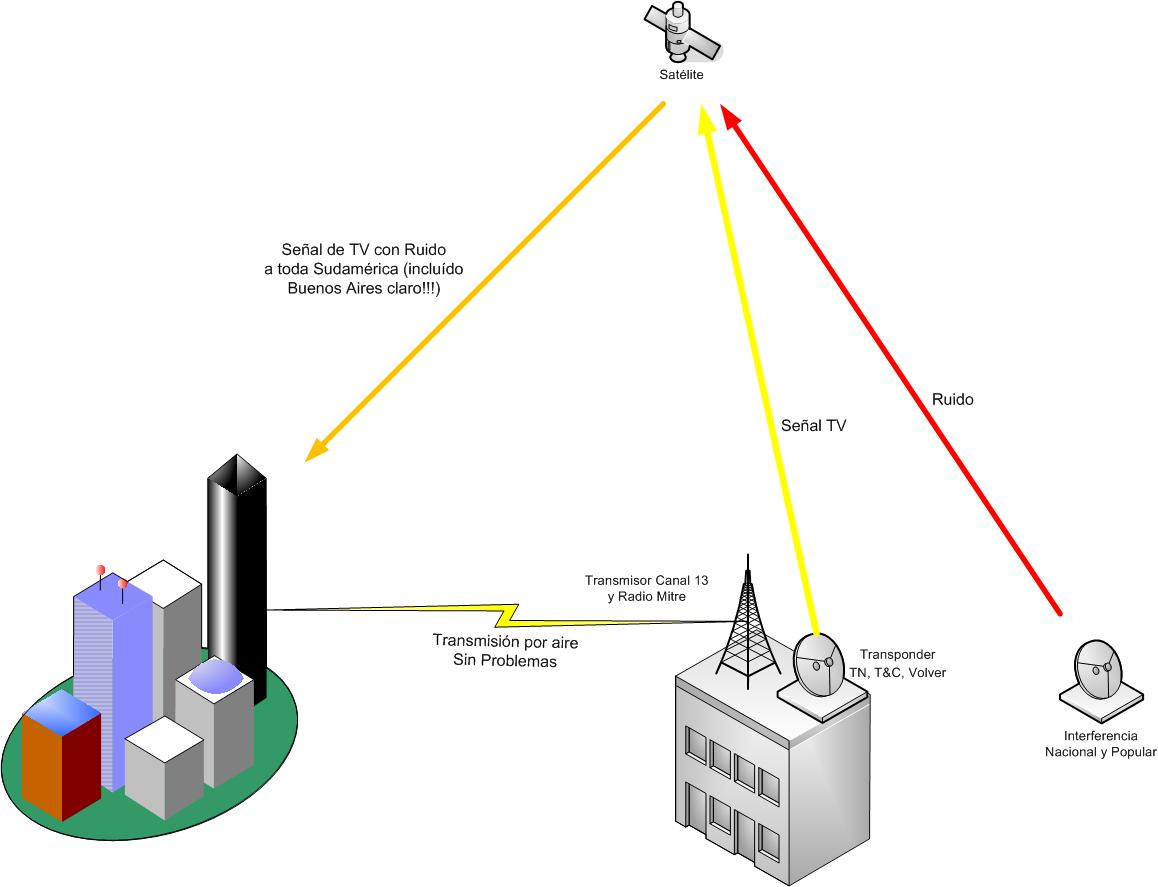 Satélite
Señal de TV con Ruido
a toda Sudamérica (incluído
Buenos Aires claro!!!)
Ruido
Señal TV
Transmisor Canal 13
y Radio Mitre
Transmisión por aire
Sin Problemas
Transponder
TN, T&C, Volver
Interferencia
Nacional y Popular